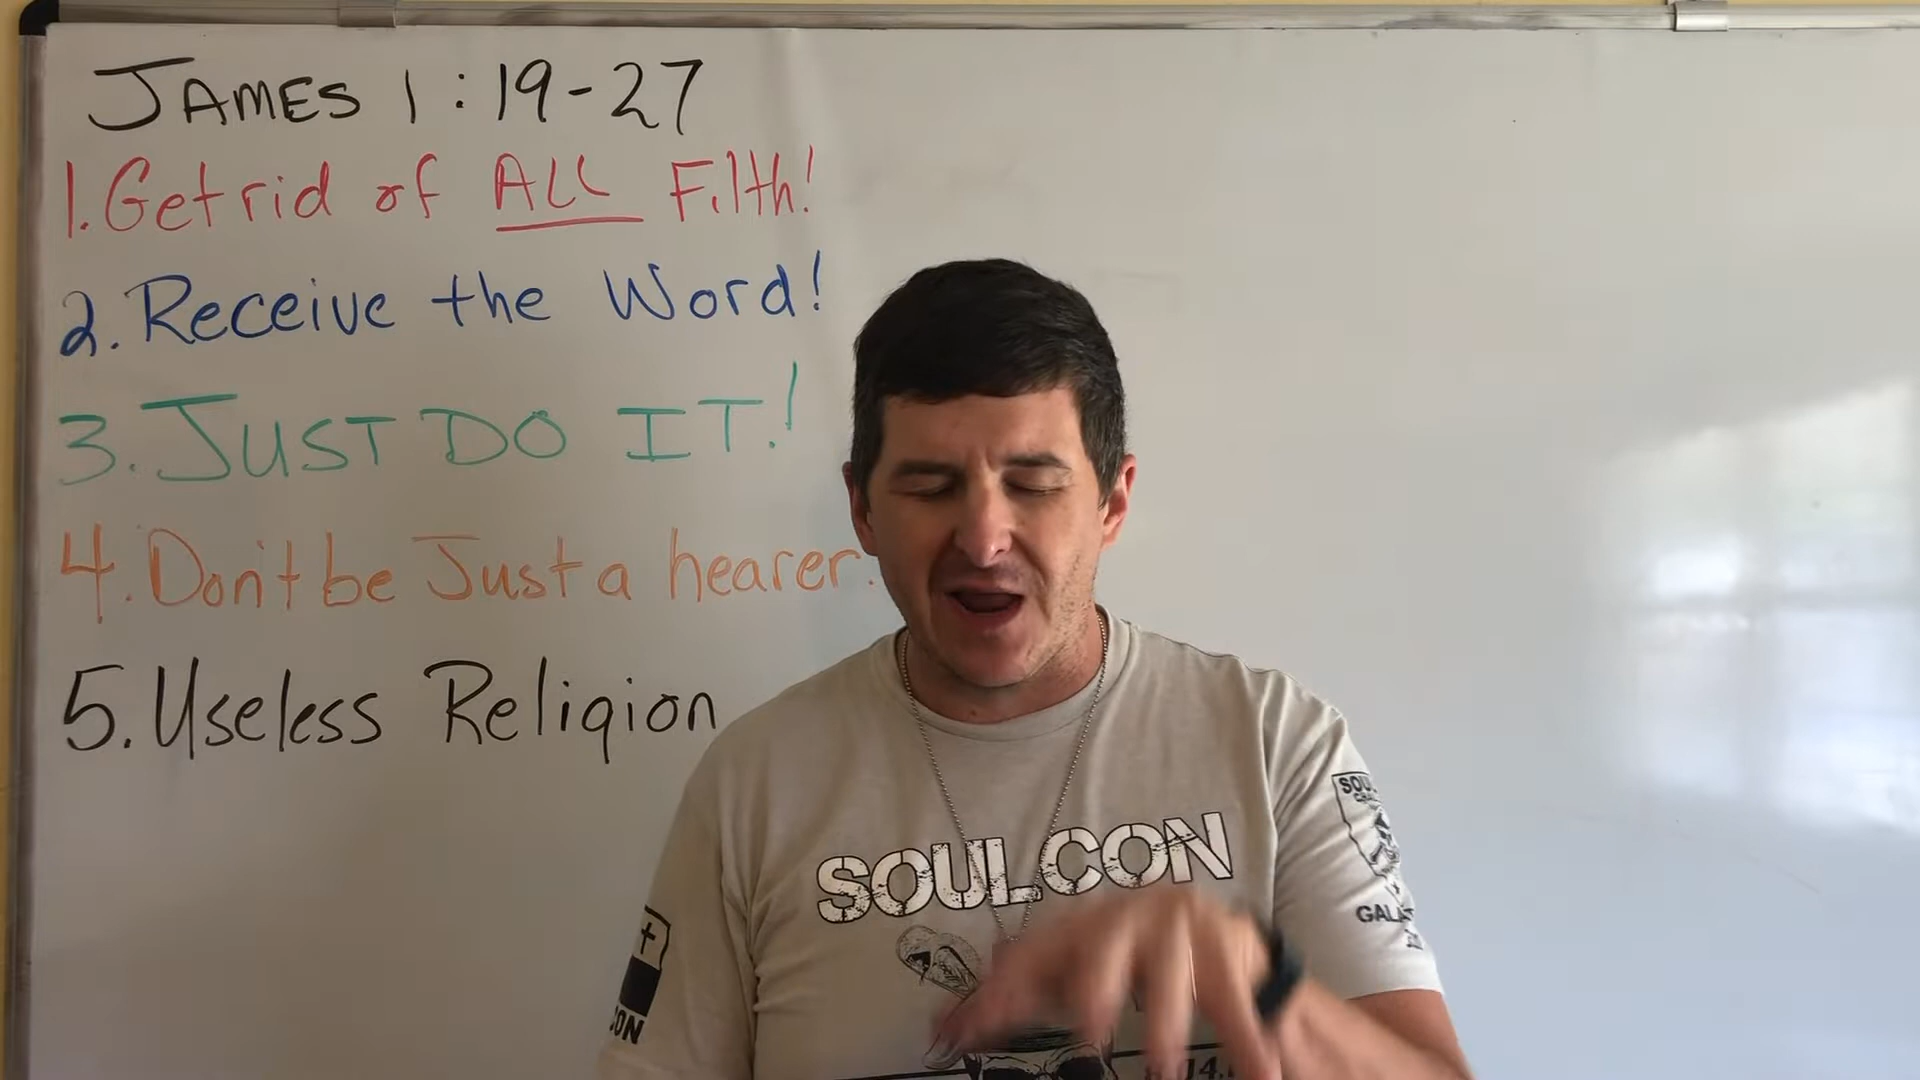 JAMES 1:19-27
1. Get rid of ALL Filth!
2. Receive the Word!
3. JUST DO IT!
4. Don't be Just a hearer.
5. Useless Religion
SOULCON